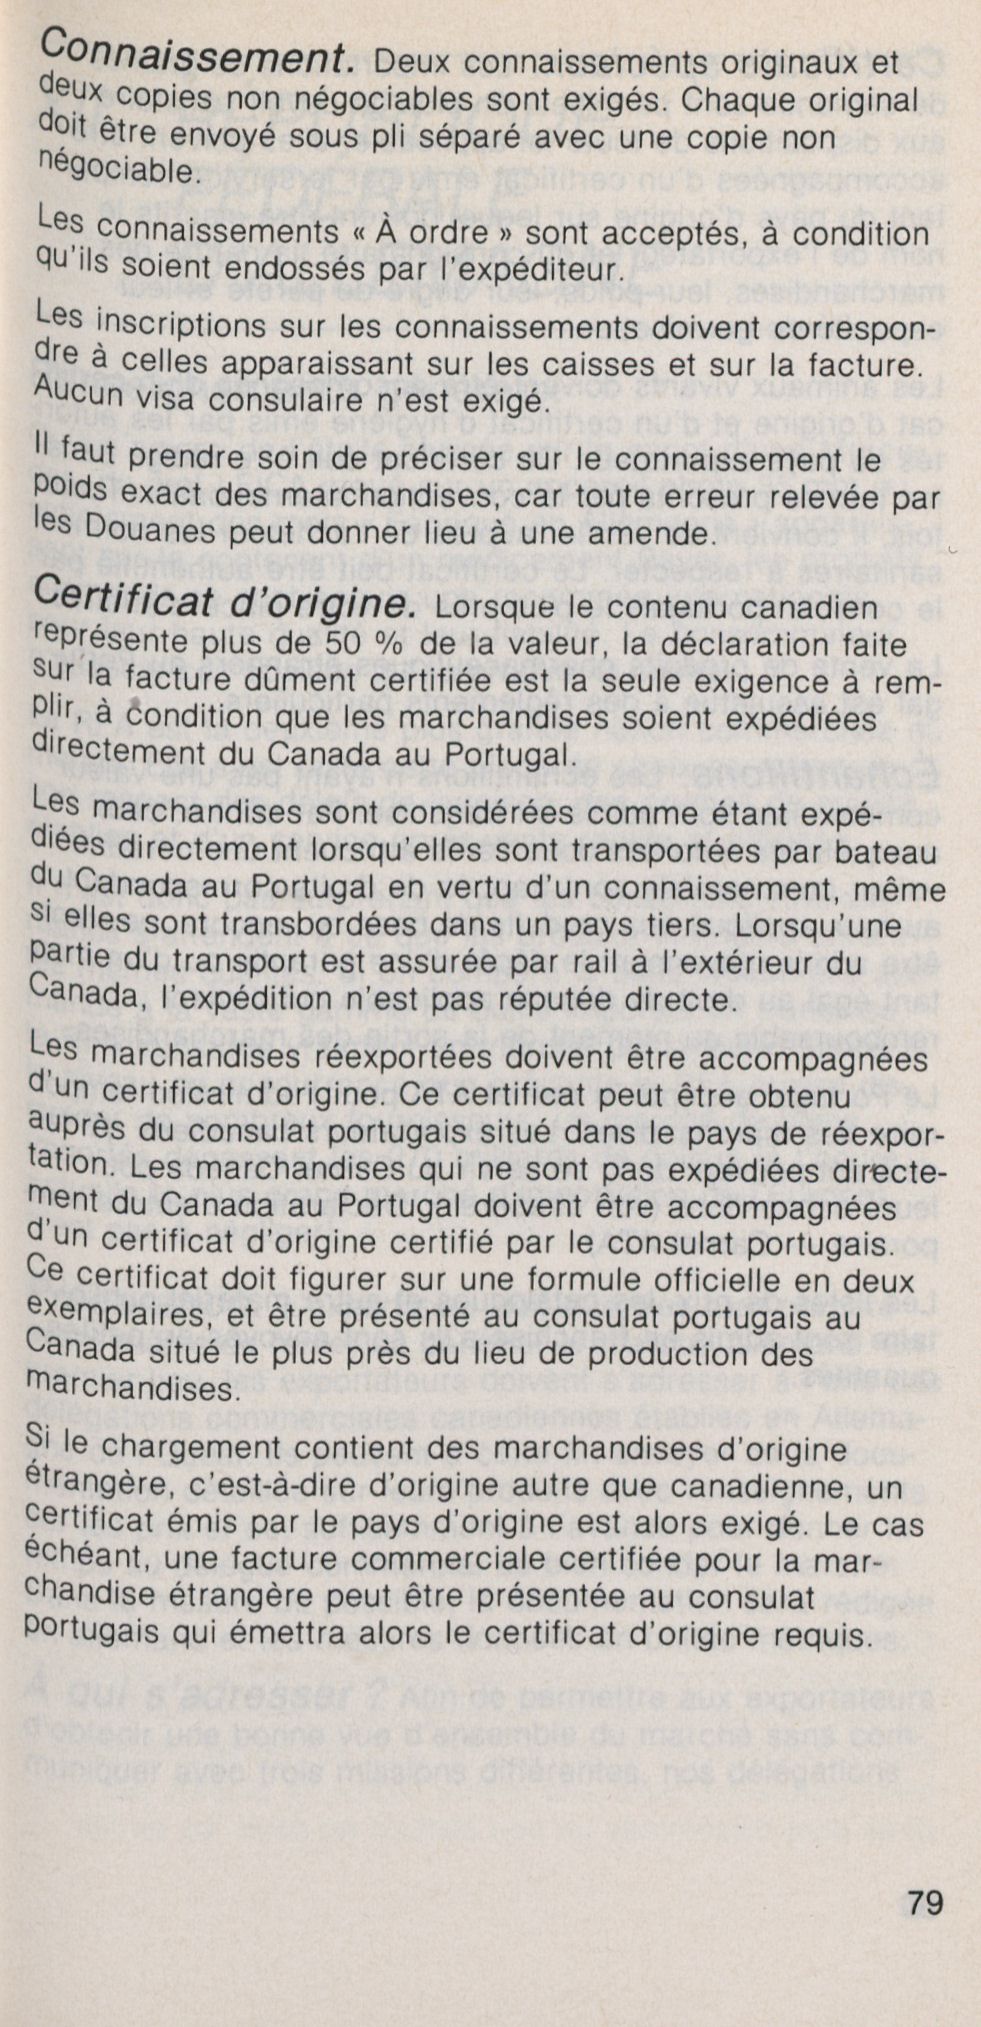 Connaissement. Deux connaissements originaux et
deux copies non négociables sont exigés. Chaque original
doit être envoyé sous pli séparé avec une copie non
négociable.
Les connaissements « À ordre » sont acceptés, à condition
qu'ils soient endossés par l'expéditeur.
Les inscriptions sur les connaissements doivent correspon-
dre à celles apparaissant sur les caisses et sur la facture.
Aucun visa consulaire n'est exigé.
Il faut prendre soin de préciser sur le connaissement le
poids exact des marchandises, car toute erreur relevée par
les Douanes peut donner lieu à une amende.
Certificat d'origine. Lorsque le contenu canadien
représente plus de 50 % de la valeur, la déclaration faite
sur la facture dûment certifiée est la seule exigence à rem-
plir, à condition que les marchandises soient expédiées
directement du Canada au Portugal.
Les marchandises sont considérées comme étant expé-
diées directement lorsqu'elles sont transportées par bateau
du Canada au Portugal en vertu d'un connaissement, même
si elles sont transbordées dans un pays tiers. Lorsqu'une
partie du transport est assurée par rail à l'extérieur du
Canada, l'expédition n'est pas réputée directe.
Les marchandises réexportées doivent être accompagnées
d'un certificat d'origine. Ce certificat peut être obtenu
auprès du consulat portugais situé dans le pays de réexpor-
tation. Les marchandises qui ne sont pas expédiées directe-
ment du Canada au Portugal doivent être accompagnées
d'un certificat d'origine certifié par le consulat portugais.
Ce certificat doit figurer sur une formule officielle en deux
exemplaires, et être présenté au consulat portugais au
Canada situé le plus près du lieu de production des
marchandises.
Si le chargement contient des marchandises d'origine
étrangère, c'est-à-dire d'origine autre que canadienne, un
certificat émis par le pays d'origine est alors exigé. Le cas
échéant, une facture commerciale certifiée pour la mar-
chandise étrangère peut être présentée au consulat
portugais qui émettra alors le certificat d'origine requis.
79